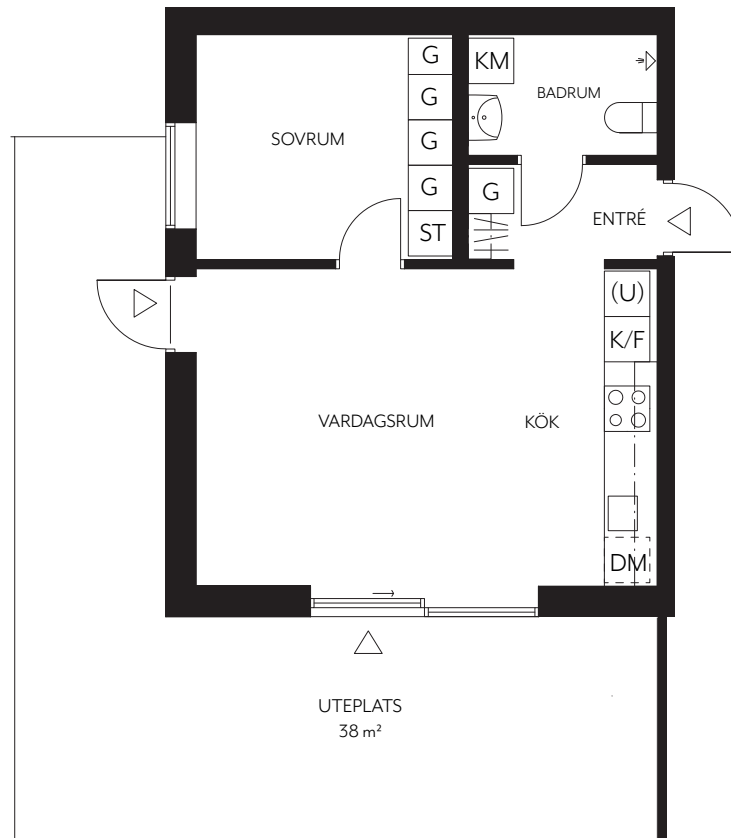 G
KM
BADRUM
G
SOVRUM
G
G
G
ENTRÉ
ST
(U)
K/F
VARDAGSRUM
KÖK
DM
UTEPLATS
38 m²